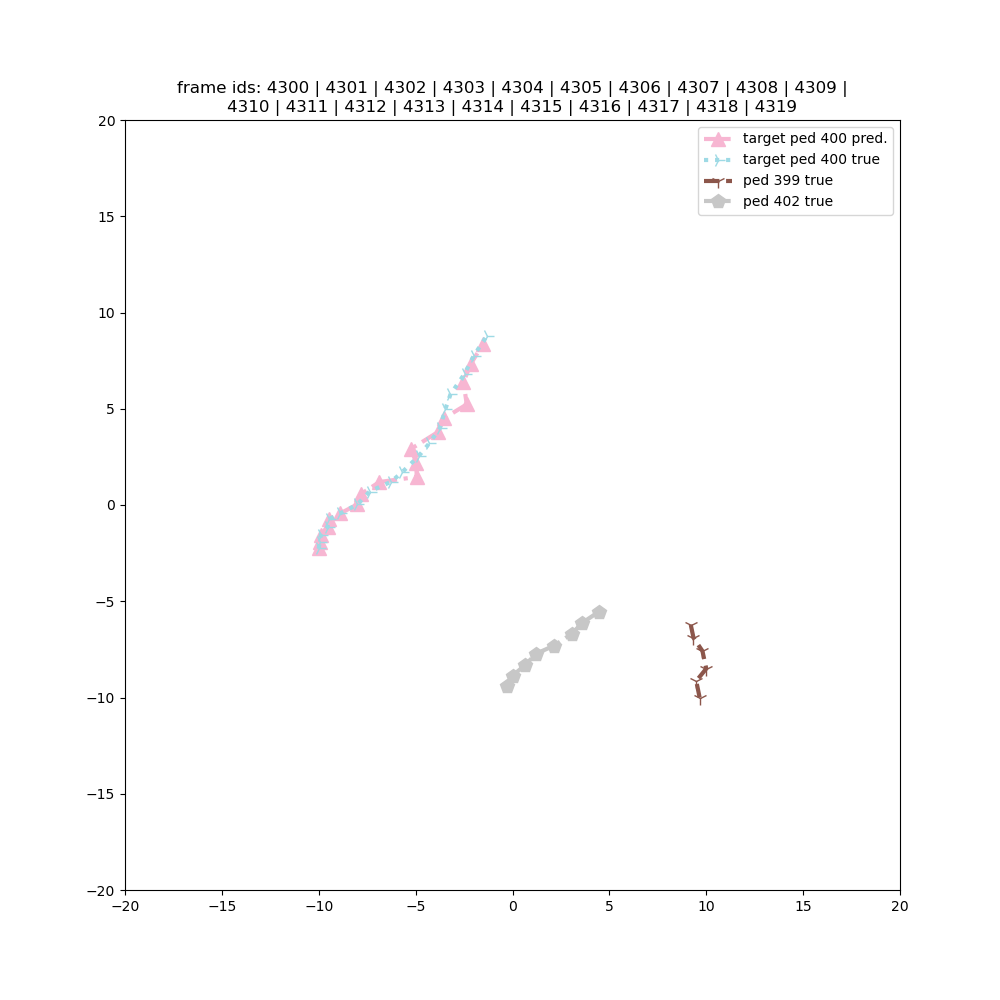 frame ids: 4300 | 4301 | 4302 | 4303 | 4304 | 4305 | 4306 | 4307 | 4308 | 4309 |
4310 | 4311 | 4312 | 4313 | 4314 | 4315 | 4316 | 4317 | 4318 | 4319
target ped 400 pred.
target ped 400 true
ped 399 true
ped 402 true
20
15
10
5
0
−5
−10
−15
−20
−20 −15 −10 −5 0 5 10 15 20